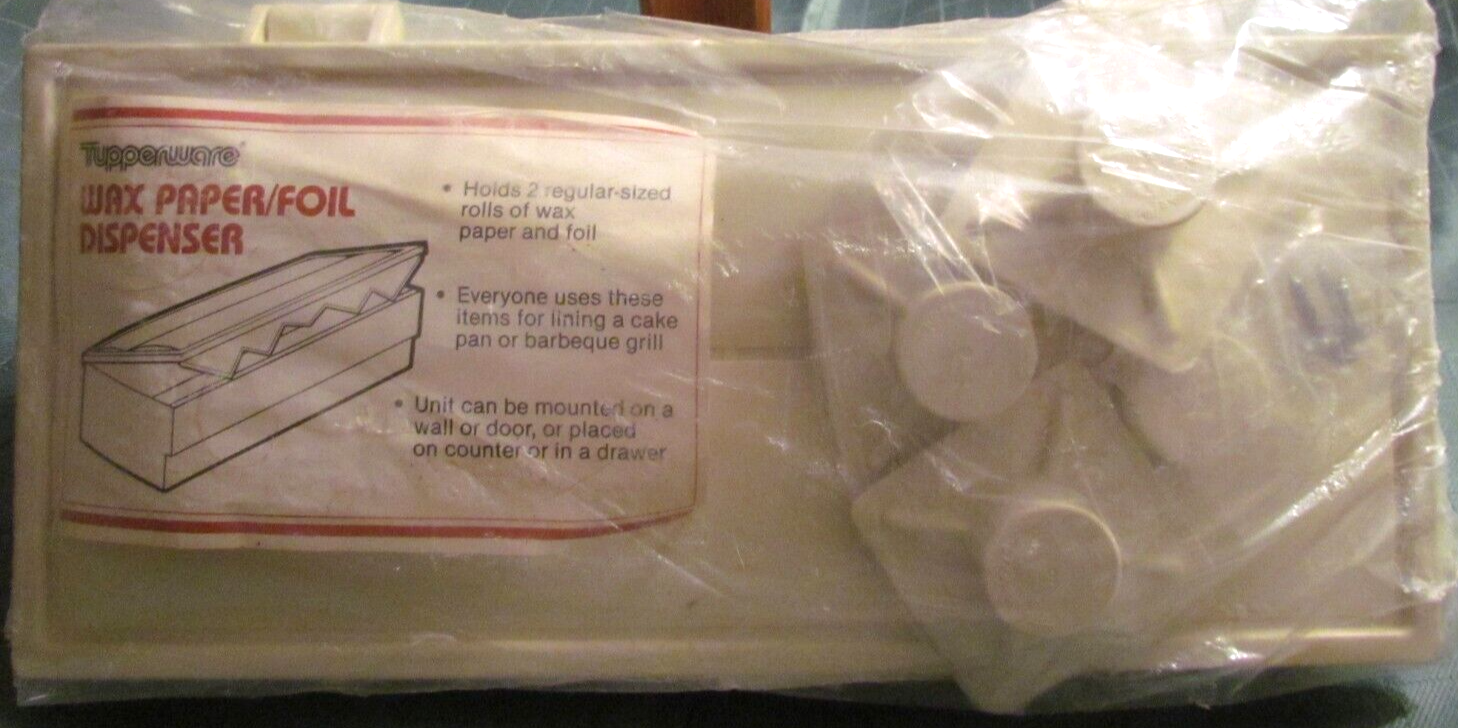 Tupperware®
WAX PAPER/FOIL
DISPENSER
• Holds 2 regular-sized
rolls of wax
paper and foil
• Everyone uses these
items for lining a cake
pan or barbeque grill
• Unit can be mounted on a
wall or door, or placed
on counter or in a drawer